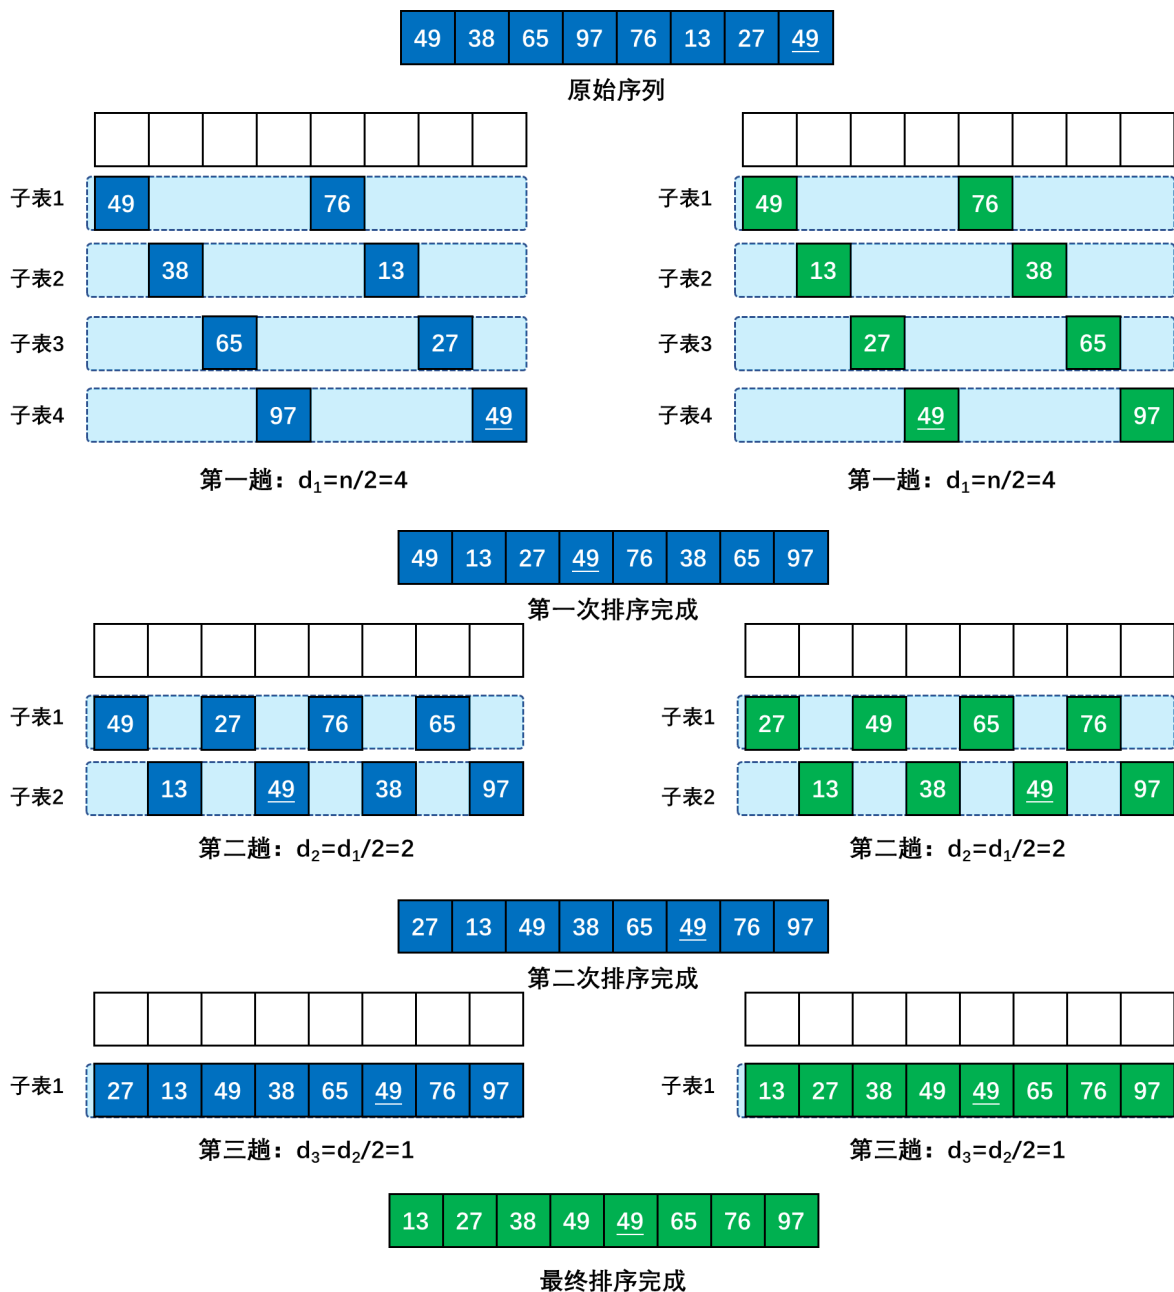 49 38 65 97 76 13 27 49
原始序列
子表1 49 76
子表1 49 76
子表2 38 13
子表2 13 38
子表3 65 27
子表3 27 65
子表4 97 49
子表4 49 97
第一趟：d₁=n/2=4
第一趟：d₁=n/2=4
49 13 27 49 76 38 65 97
第一次排序完成
子表1 49 27 76 65
子表1 27 49 65 76
子表2 13 49 38 97
子表2 13 38 49 97
第二趟：d₂=d₁/2=2
第二趟：d₂=d₁/2=2
27 13 49 38 65 49 76 97
第二次排序完成
子表1 27 13 49 38 65 49 76 97
子表1 13 27 38 49 49 65 76 97
第三趟：d₃=d₂/2=1
第三趟：d₃=d₂/2=1
13 27 38 49 49 65 76 97
最终排序完成